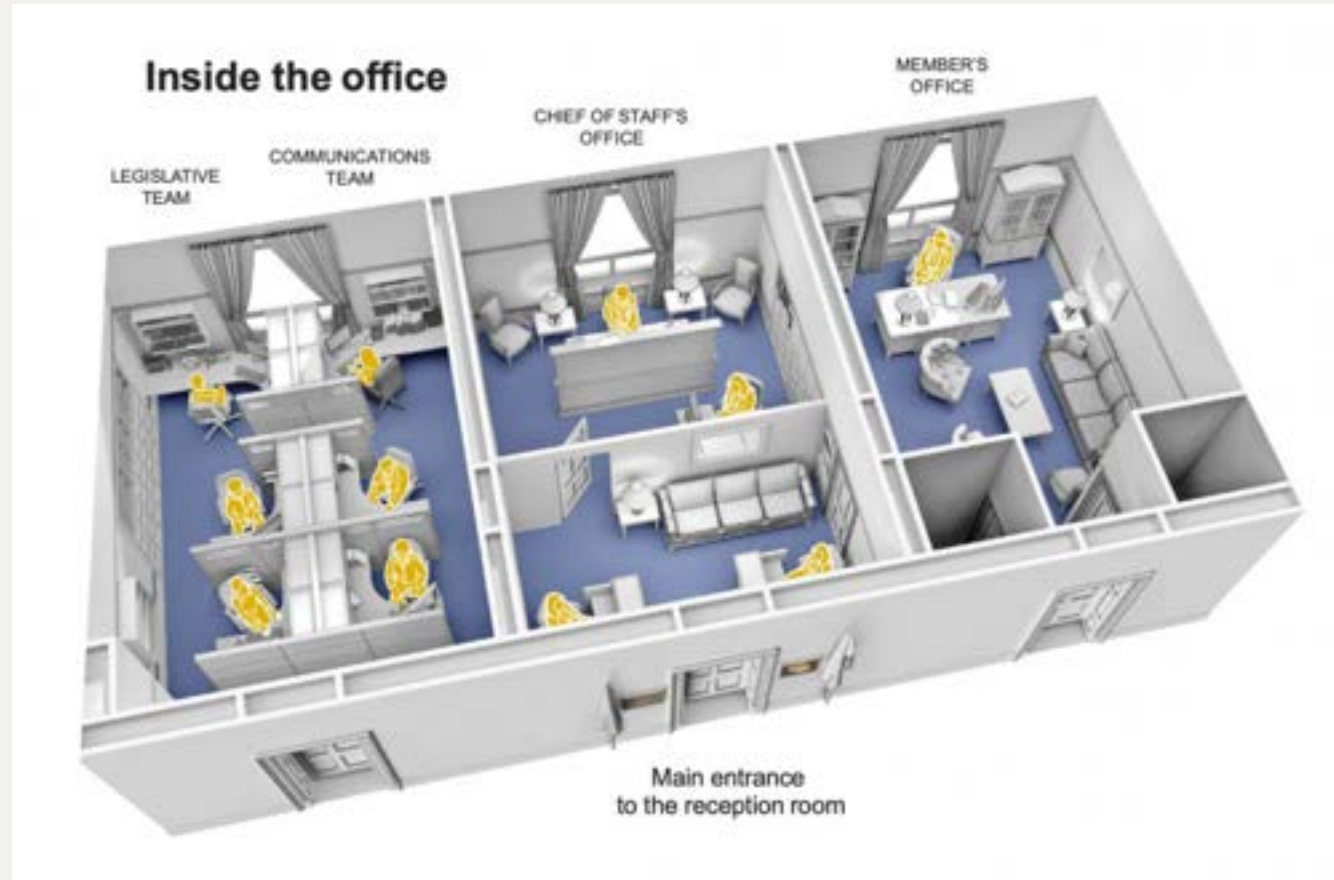 Inside the office
LEGISLATIVE
TEAM
COMMUNICATIONS
TEAM
CHIEF OF STAFF'S
OFFICE
MEMBER'S
OFFICE
Main entrance
to the reception room